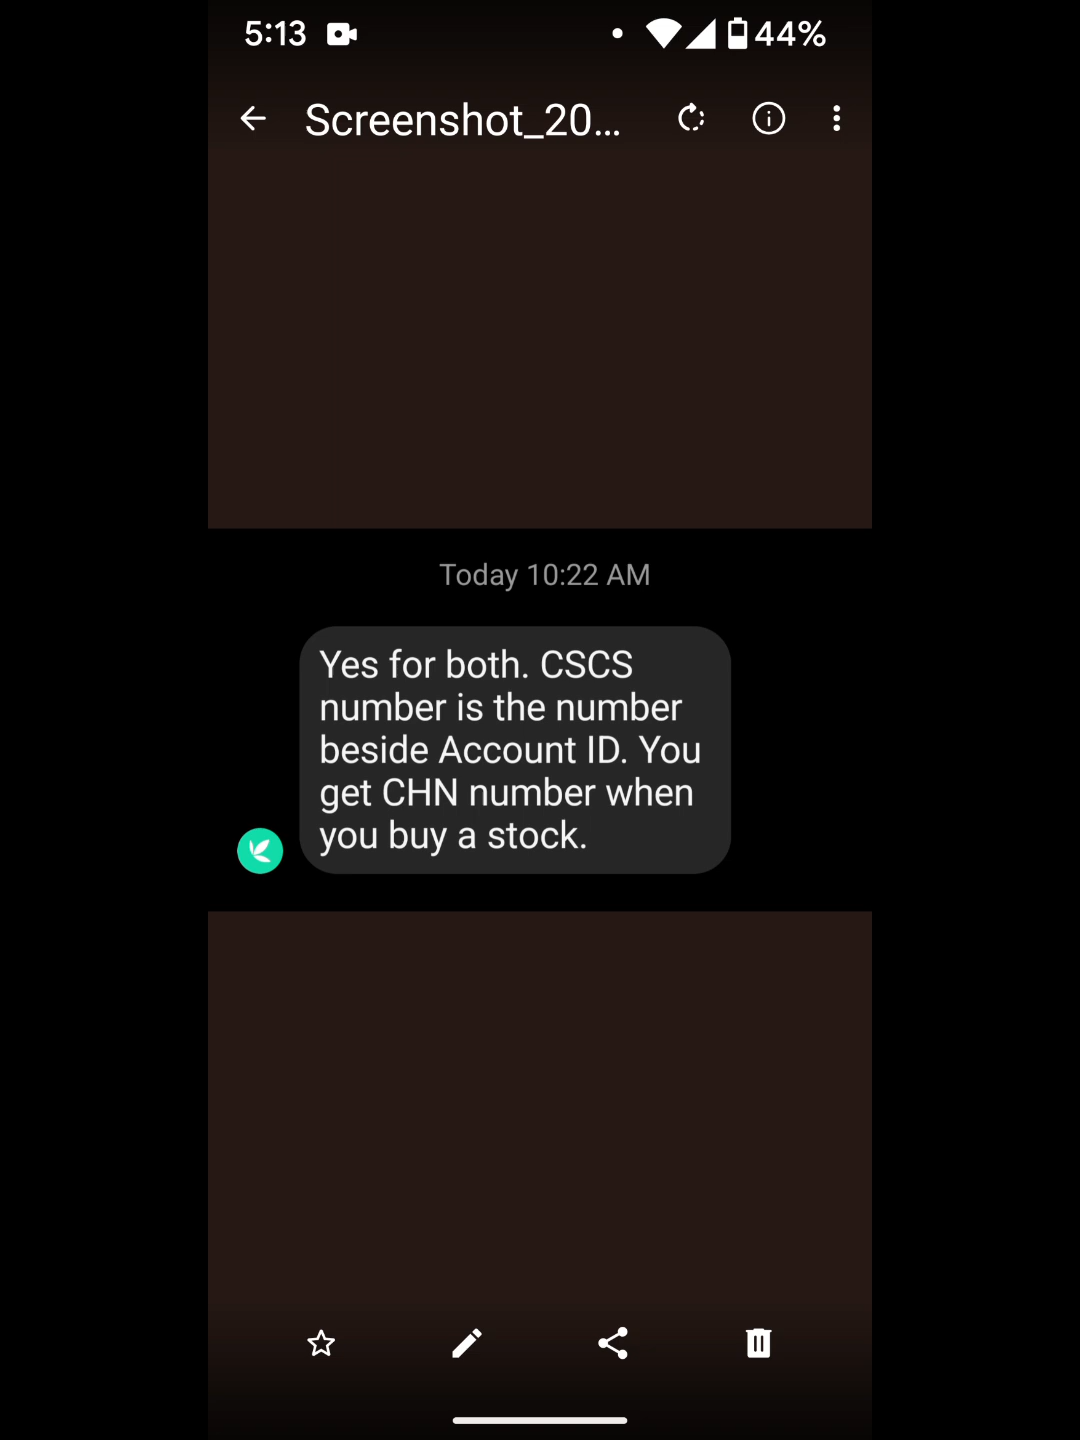 5:13 44%
Screenshot_20...
Today 10:22 AM
Yes for both. CSCS
number is the number
beside Account ID. You
get CHN number when
you buy a stock.